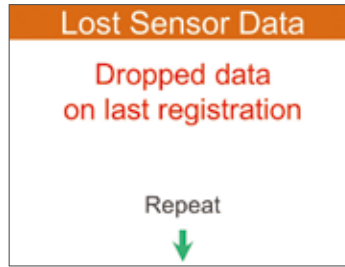 Lost Sensor Data
Dropped data
on last registration
Repeat